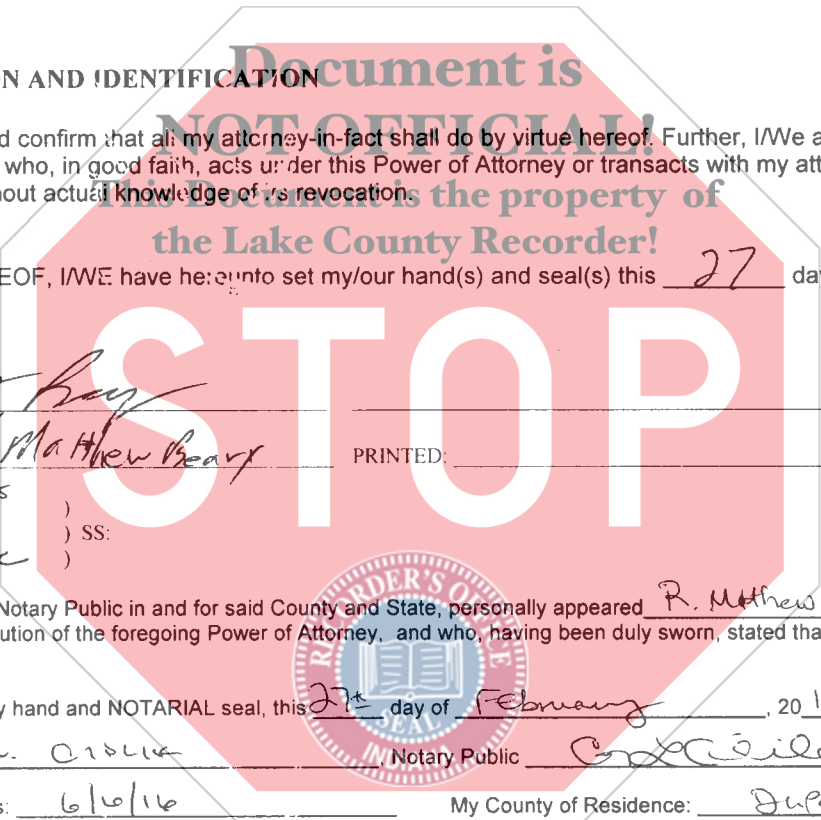 Document is
N AND IDENTIFICATION
NOT OFFICIAL!
d confirm that all my attorney-in-fact shall do by virtue hereof. Further, I/We a
who, in good faith, acts under this Power of Attorney or transacts with my att
out actual knowledge of its revocation.
This Document is the property of
the Lake County Recorder!
EOF, I/WE have hereunto set my/our hand(s) and seal(s) this 27 da
STOP
Matthew Beary PRINTED:
)
) SS:
)
RECORDER'S OFFICE
Notary Public in and for said County and State, personally appeared R. Matthew
ution of the foregoing Power of Attorney, and who, having been duly sworn, stated tha
y hand and NOTARIAL seal, this 27th day of February, 20 1
SEAL
INDIANA
, Notary Public
s: 6/6/16 My County of Residence: